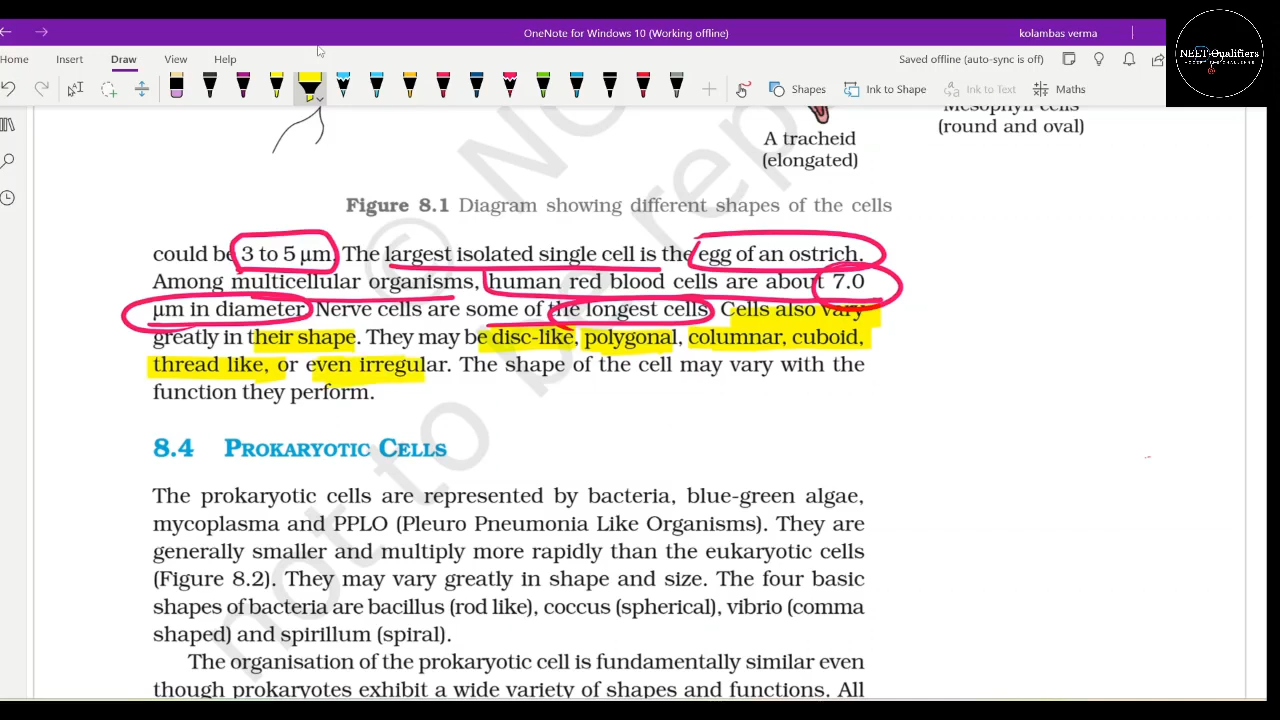 OneNote for Windows 10 (Working offline)
kolambas verma
NEET Qualifiers
Home Insert Draw View Help
Saved offline (auto-sync is off)
Shapes Ink to Shape Ink to Text Maths
Mesophyll cells
(round and oval)
A tracheid
(elongated)
Figure 8.1 Diagram showing different shapes of the cells
could be 3 to 5 µm. The largest isolated single cell is the egg of an ostrich.
Among multicellular organisms, human red blood cells are about 7.0
µm in diameter. Nerve cells are some of the longest cells. Cells also vary
greatly in their shape. They may be disc-like, polygonal, columnar, cuboid,
thread like, or even irregular. The shape of the cell may vary with the
function they perform.
8.4 PROKARYOTIC CELLS
The prokaryotic cells are represented by bacteria, blue-green algae,
mycoplasma and PPLO (Pleuro Pneumonia Like Organisms). They are
generally smaller and multiply more rapidly than the eukaryotic cells
(Figure 8.2). They may vary greatly in shape and size. The four basic
shapes of bacteria are bacillus (rod like), coccus (spherical), vibrio (comma
shaped) and spirillum (spiral).
The organisation of the prokaryotic cell is fundamentally similar even
though prokaryotes exhibit a wide variety of shapes and functions. All